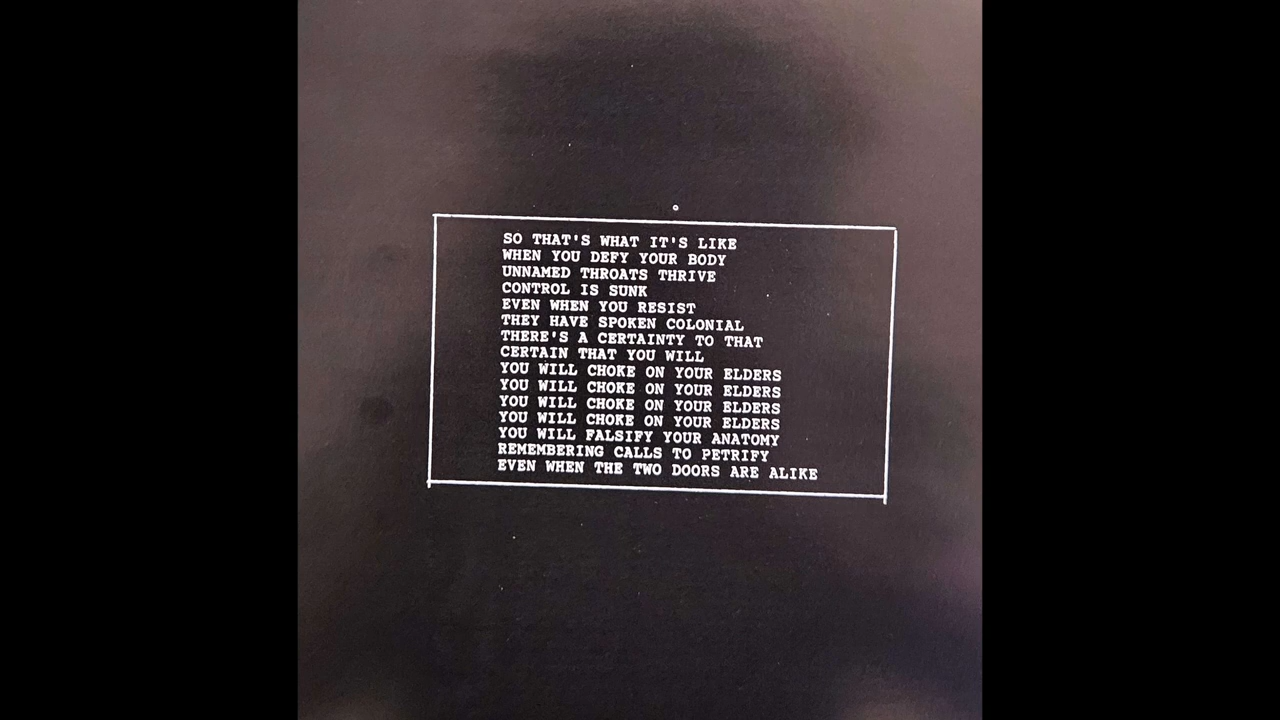 SO THAT'S WHAT IT'S LIKE
WHEN YOU DEFY YOUR BODY
UNNAMED THROATS THRIVE
CONTROL IS SUNK
EVEN WHEN YOU RESIST
THEY HAVE SPOKEN COLONIAL
THERE'S A CERTAINTY TO THAT
CERTAIN THAT YOU WILL
YOU WILL CHOKE ON YOUR ELDERS
YOU WILL CHOKE ON YOUR ELDERS
YOU WILL CHOKE ON YOUR ELDERS
YOU WILL CHOKE ON YOUR ELDERS
YOU WILL FALSIFY YOUR ANATOMY
REMEMBERING CALLS TO PETRIFY
EVEN WHEN THE TWO DOORS ARE ALIKE